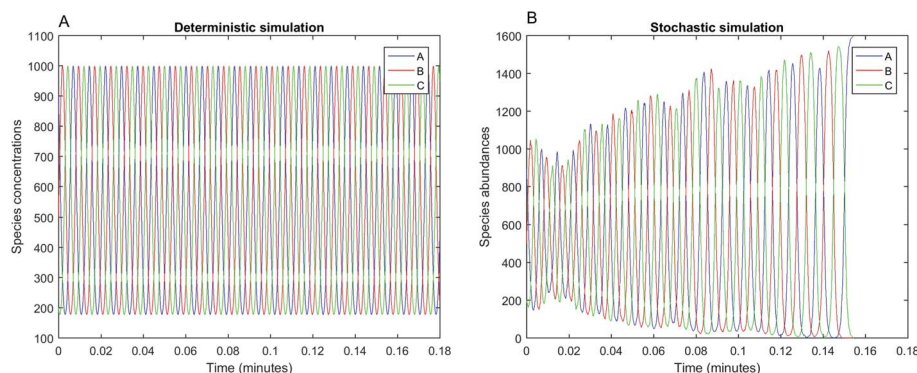 A
Deterministic simulation
1100
1000
900
800
700
600
500
400
300
200
100
Species concentrations
0 0.02 0.04 0.06 0.08 0.1 0.12 0.14 0.16 0.18
Time (minutes)
A
B
C
B
Stochastic simulation
1600
1400
1200
1000
800
600
400
200
0
Species abundances
0 0.02 0.04 0.06 0.08 0.1 0.12 0.14 0.16 0.18
Time (minutes)
A
B
C